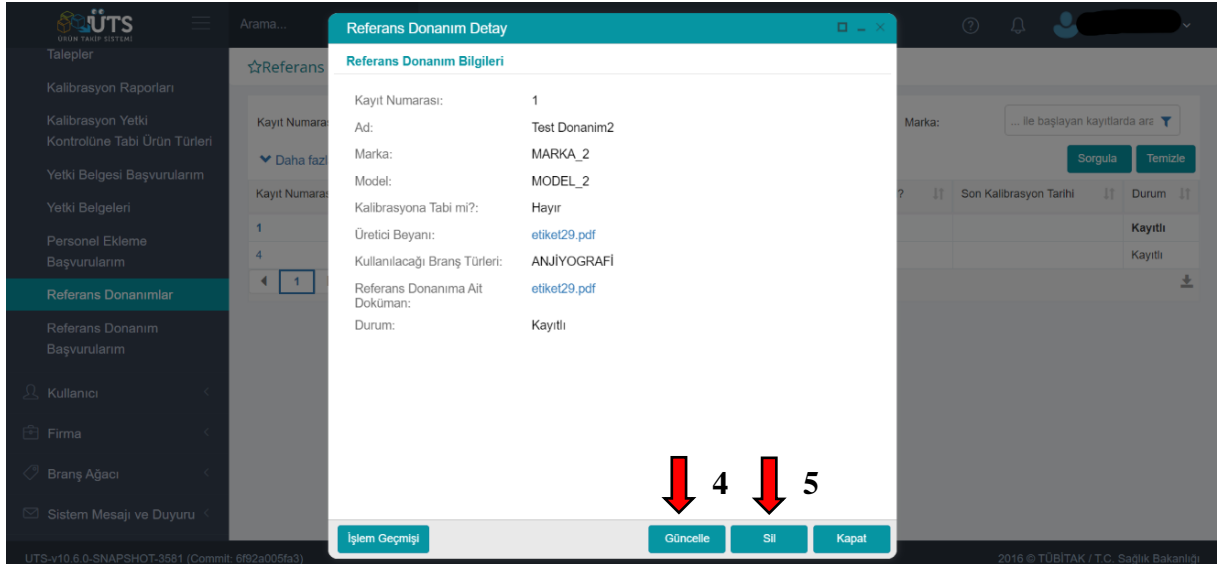 ÜTS
ÜRÜN TAKİP SİSTEMİ
Arama...
Talepler
Kalibrasyon Raporları
Kalibrasyon Yetki
Kontrolüne Tabi Ürün Türleri
Yetki Belgesi Başvurularım
Yetki Belgeleri
Personel Ekleme
Başvurularım
Referans Donanımlar
Referans Donanım
Başvurularım
Kullanıcı
Firma
Branş Ağacı
Sistem Mesajı ve Duyuru
UTS-v10.6.0-SNAPSHOT-3581 (Commit: 6f92a005fa3)
Referans
Kayıt Numara
Daha fazl
Kayıt Numaras
1
4
1
Referans Donanım Detay
Referans Donanım Bilgileri
Kayıt Numarası: 1
Ad: Test Donanim2
Marka: MARKA_2
Model: MODEL_2
Kalibrasyona Tabi mi?: Hayır
Üretici Beyanı: etiket29.pdf
Kullanılacağı Branş Türleri: ANJİYOGRAFİ
Referans Donanıma Ait
Doküman: etiket29.pdf
Durum: Kayıtlı
4 5
İşlem Geçmişi Güncelle Sil Kapat
Marka: ... ile başlayan kayıtlarda ara
Sorgula Temizle
? Son Kalibrasyon Tarihi Durum
Kayıtlı
Kayıtlı
2016 © TÜBİTAK / T.C. Sağlık Bakanlığı